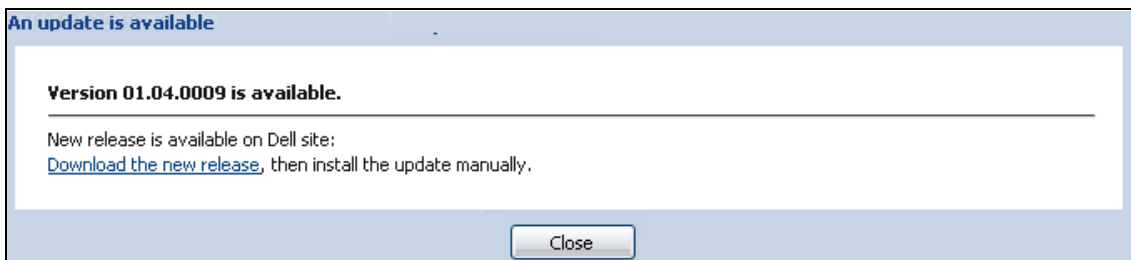 An update is available
Version 01.04.0009 is available.
New release is available on Dell site:
Download the new release, then install the update manually.
Close